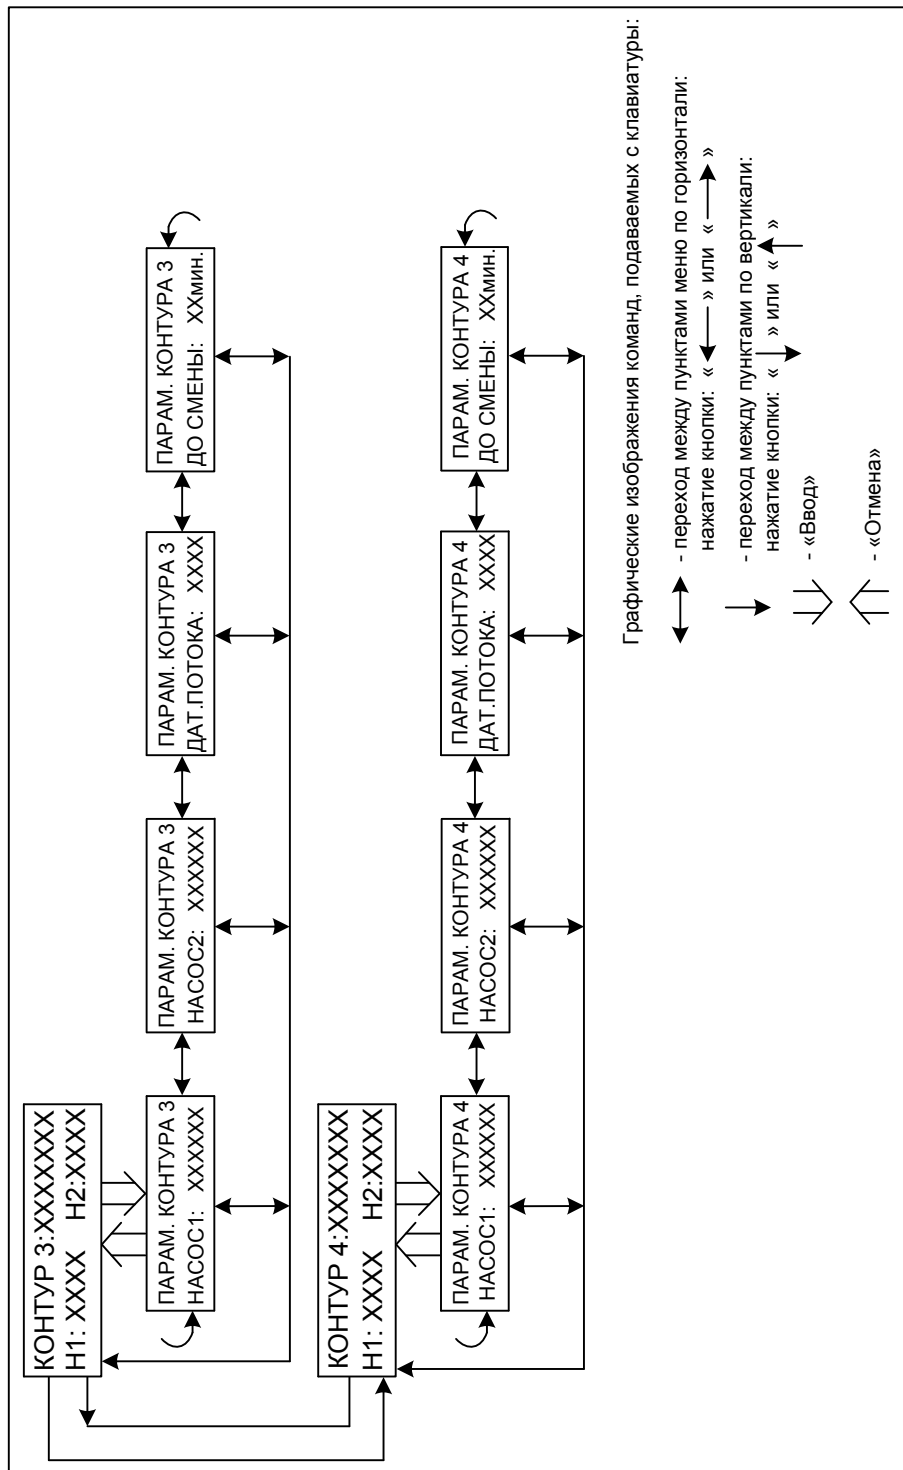 КОНТУР 3:XXXXXXX
Н1: XXXX Н2:XXXX
ПАРАМ. КОНТУРА 3
НАСОС1: XXXXXX
ПАРАМ. КОНТУРА 3
НАСОС2: XXXXXX
ПАРАМ. КОНТУРА 3
ДАТ.ПОТОКА: XXXX
ПАРАМ. КОНТУРА 3
ДО СМЕНЫ: XXмин.
КОНТУР 4:XXXXXXX
Н1: XXXX Н2:XXXX
ПАРАМ. КОНТУРА 4
НАСОС1: XXXXXX
ПАРАМ. КОНТУРА 4
НАСОС2: XXXXXX
ПАРАМ. КОНТУРА 4
ДАТ.ПОТОКА: XXXX
ПАРАМ. КОНТУРА 4
ДО СМЕНЫ: XXмин.
Графические изображения команд, подаваемых с клавиатуры:
- переход между пунктами меню по горизонтали:
нажатие кнопки: « ← » или « → »
- переход между пунктами по вертикали:
нажатие кнопки: « ↓ » или « ↑ »
- «Ввод»
- «Отмена»